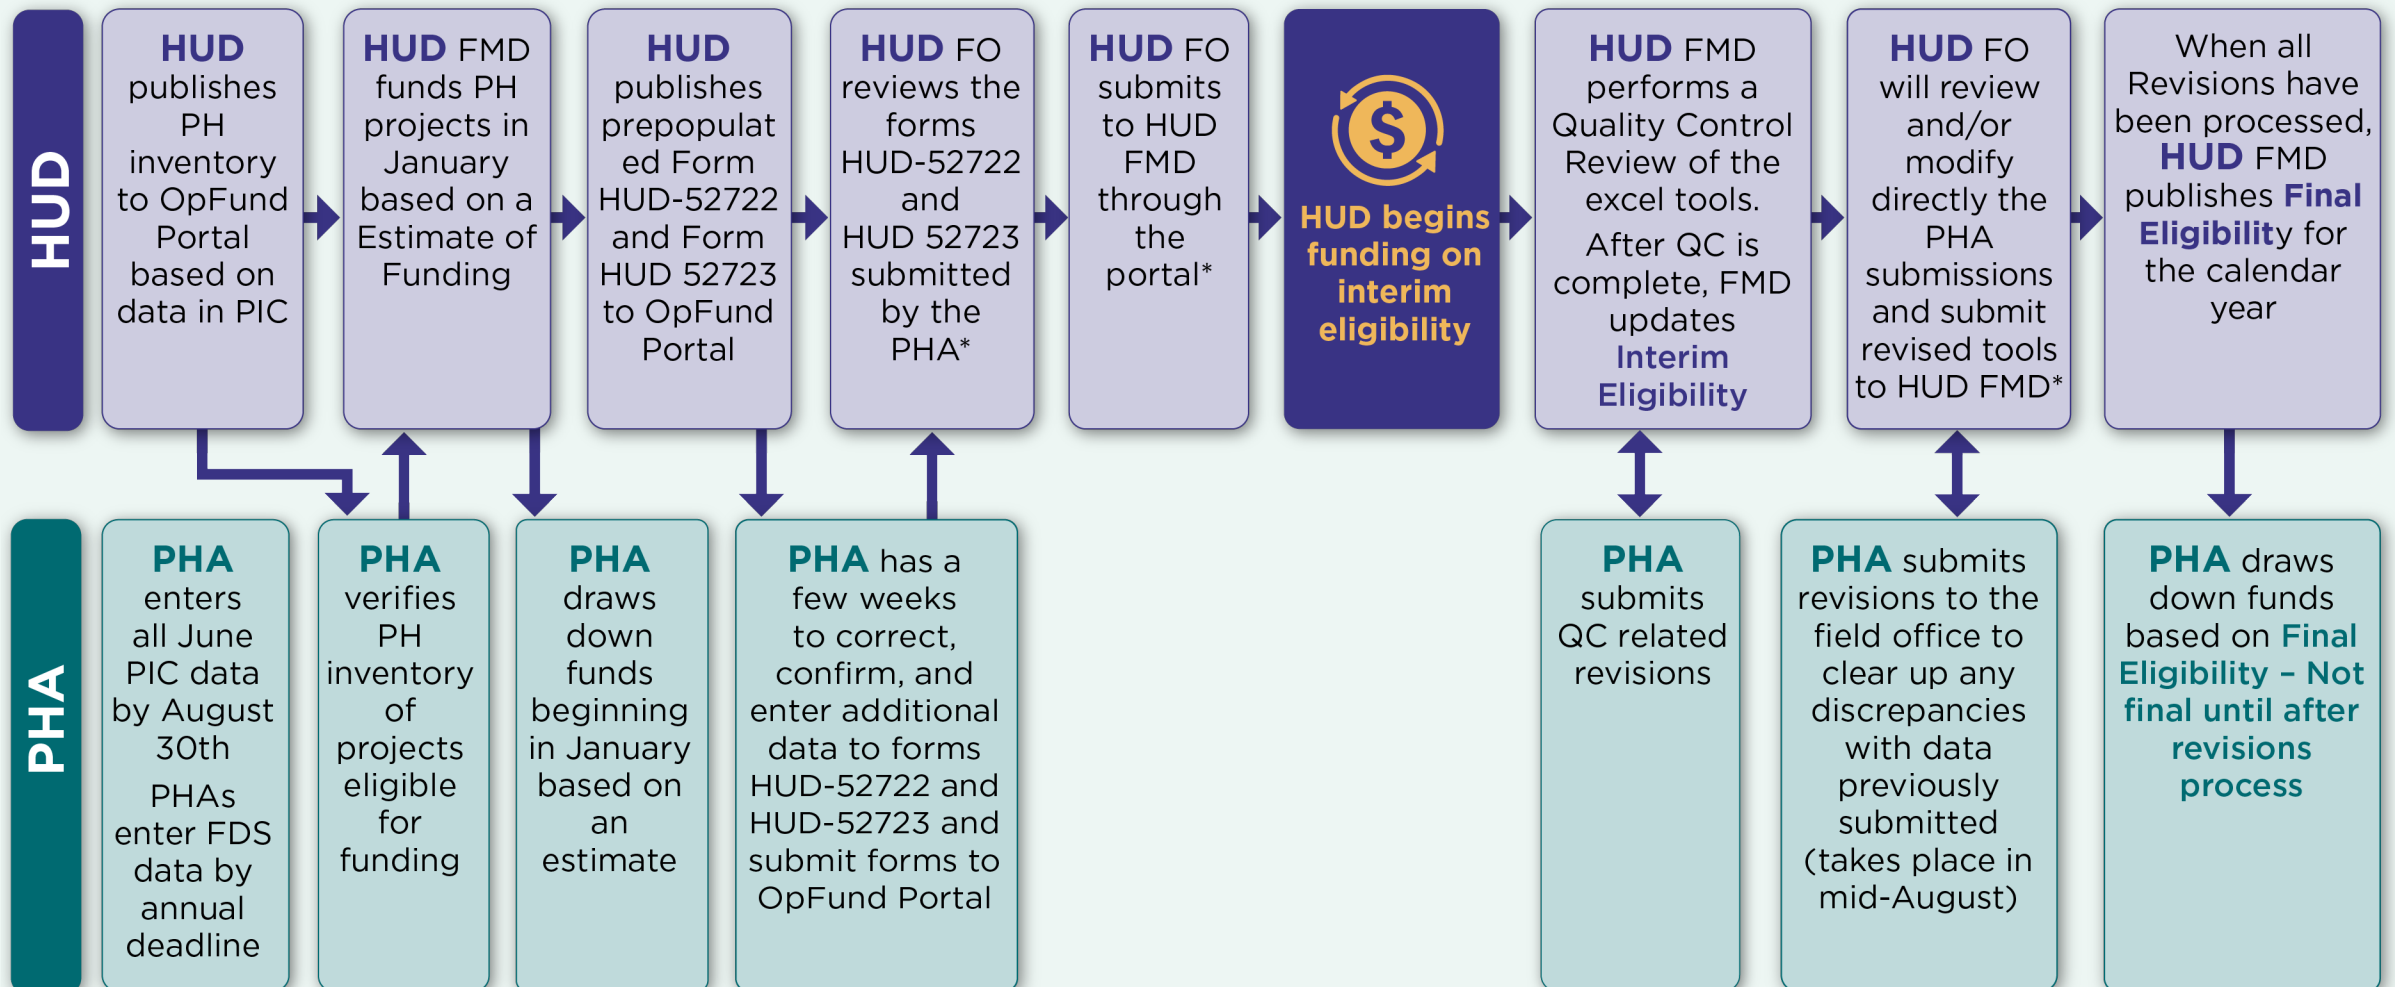 HUD
HUD
publishes
PH
inventory
to OpFund
Portal
based on
data in PIC
HUD FMD
funds PH
projects in
January
based on a
Estimate of
Funding
HUD
publishes
prepopulat
ed Form
HUD-52722
and Form
HUD 52723
to OpFund
Portal
HUD FO
reviews the
forms
HUD-52722
and
HUD 52723
submitted
by the
PHA*
HUD FO
submits
to HUD
FMD
through
the
portal*
$
HUD begins
funding on
interim
eligibility
HUD FMD
performs a
Quality Control
Review of the
excel tools.
After QC is
complete, FMD
updates
Interim
Eligibility
HUD FO
will review
and/or
modify
directly the
PHA
submissions
and submit
revised tools
to HUD FMD*
When all
Revisions have
been processed,
HUD FMD
publishes Final
Eligibility for
the calendar
year
PHA
PHA
enters
all June
PIC data
by August
30th
PHAs
enter FDS
data by
annual
deadline
PHA
verifies
PH
inventory
of
projects
eligible
for
funding
PHA
draws
down
funds
beginning
in January
based on
an
estimate
PHA has a
few weeks
to correct,
confirm, and
enter additional
data to forms
HUD-52722 and
HUD-52723 and
submit forms to
OpFund Portal
PHA
submits
QC related
revisions
PHA submits
revisions to the
field office to
clear up any
discrepancies
with data
previously
submitted
(takes place in
mid-August)
PHA draws
down funds
based on Final
Eligibility – Not
final until after
revisions
process